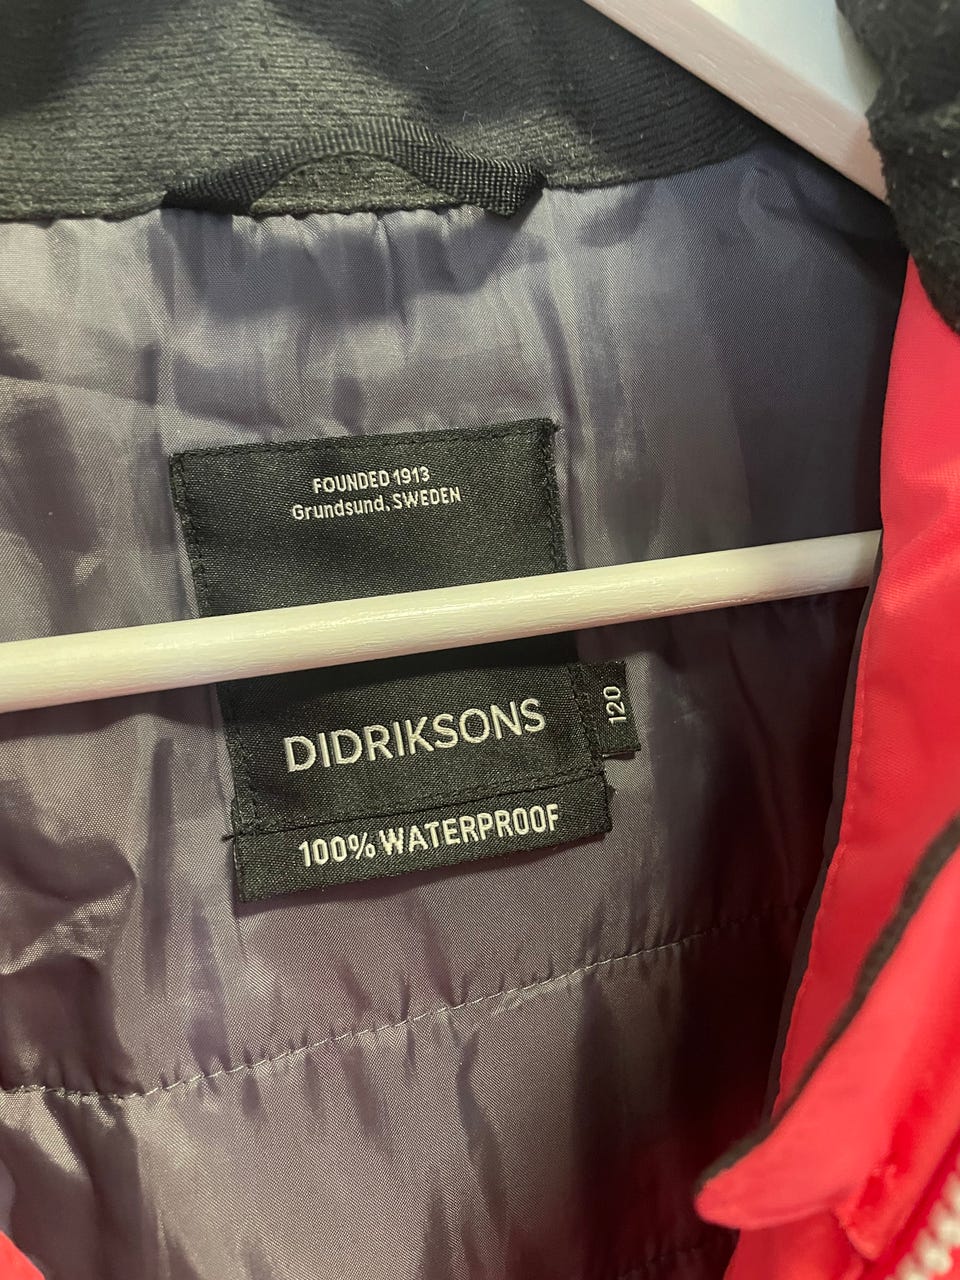 FOUNDED 1913
Grundsund, SWEDEN
DIDRIKSONS
120
100% WATERPROOF